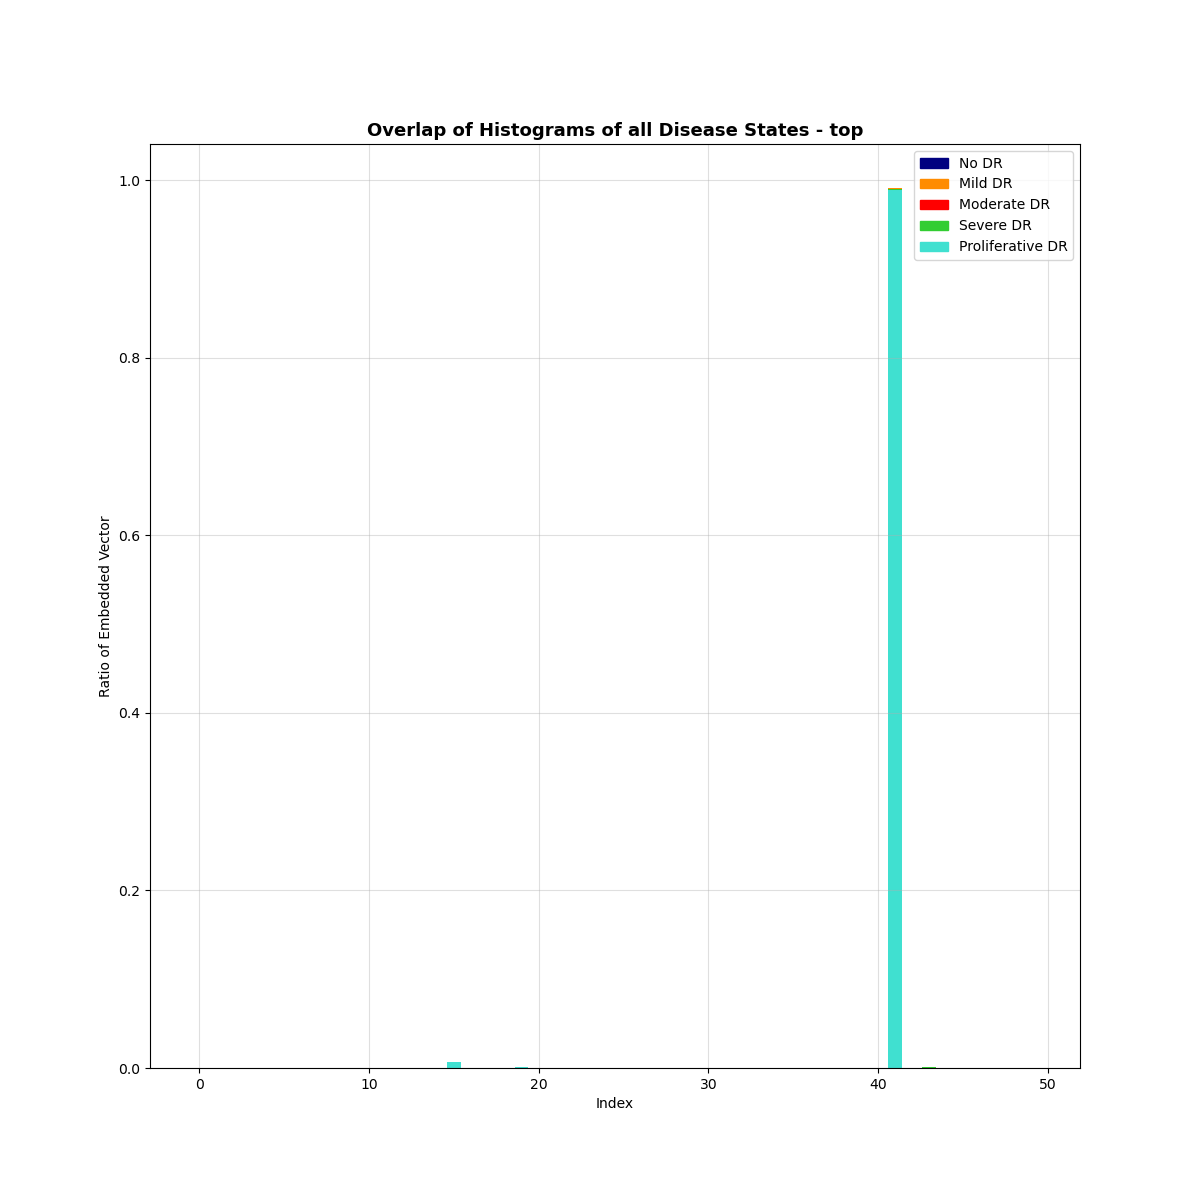 Overlap of Histograms of all Disease States - top
No DR
Mild DR
Moderate DR
Severe DR
Proliferative DR
Ratio of Embedded Vector
1.0
0.8
0.6
0.4
0.2
0.0
0 10 20 30 40 50
Index